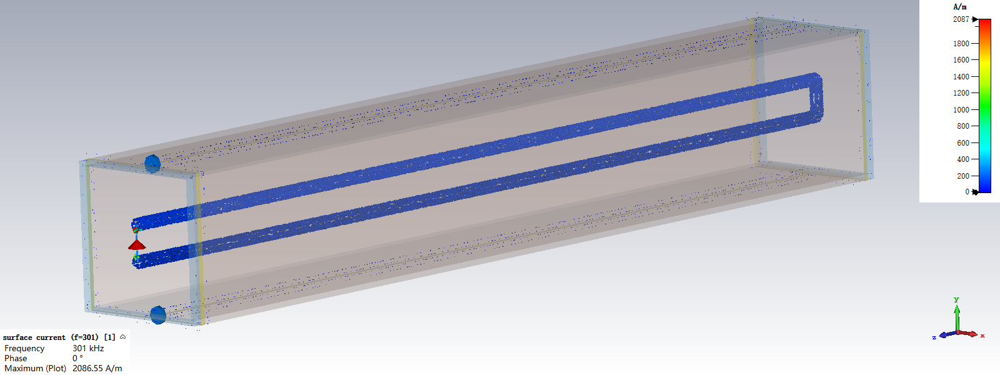 A/m
2087
1800
1600
1400
1200
1000
800
600
400
200
0
y
z
x
surface current (f=301) [1]
Frequency 301 kHz
Phase 0 °
Maximum (Plot) 2086.55 A/m